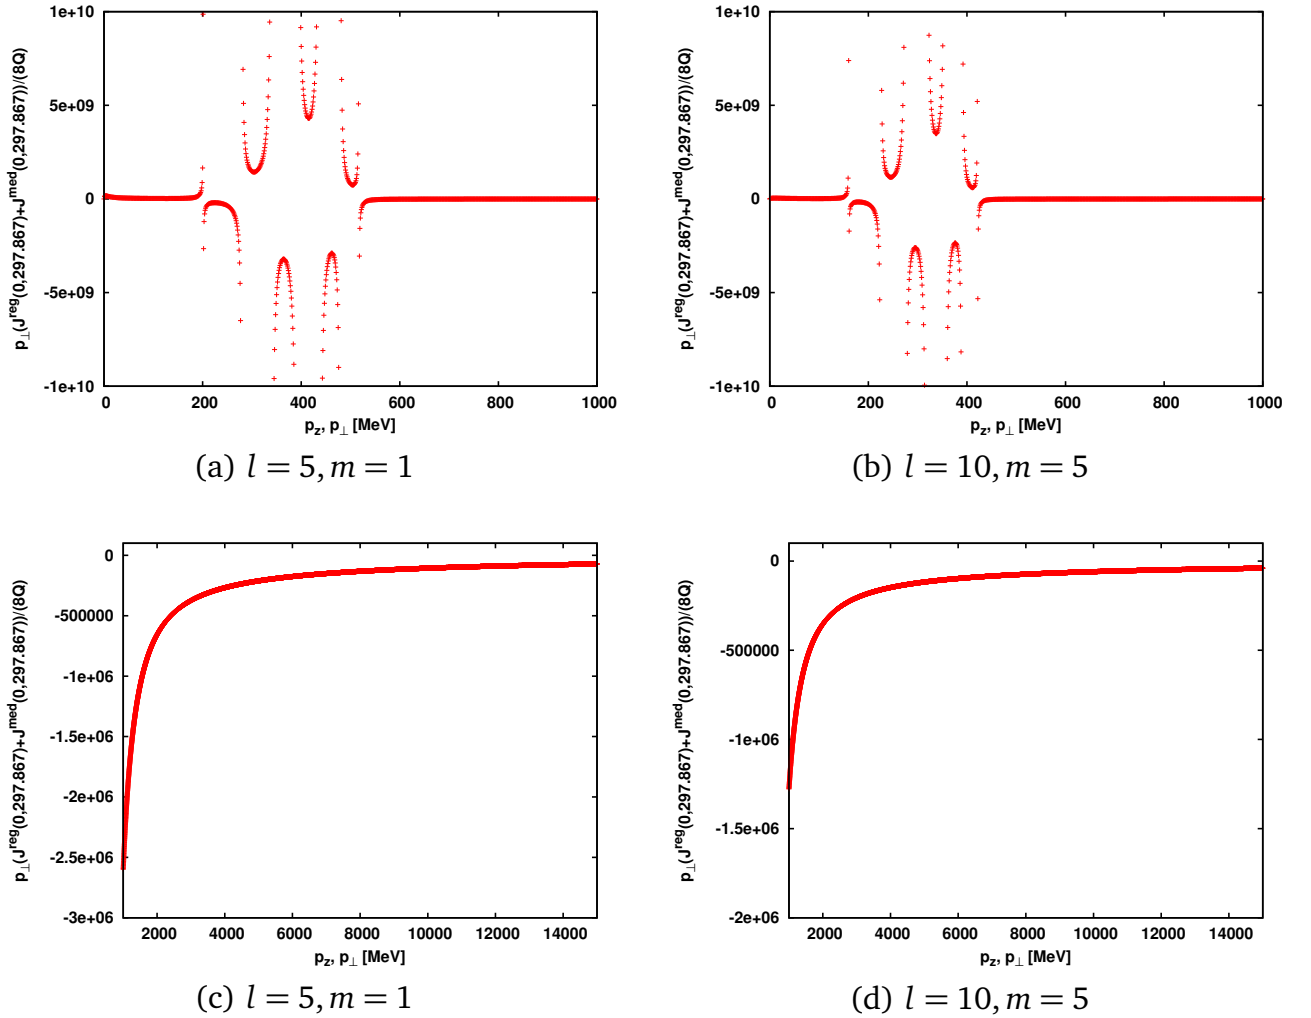 p⊥(J^reg(0,297.867)+J^med(0,297.867))/(8Q)
1e+10
5e+09
0
-5e+09
-1e+10
0 200 400 600 800 1000
p_z, p⊥ [MeV]
(a) l = 5, m = 1
p⊥(J^reg(0,297.867)+J^med(0,297.867))/(8Q)
1e+10
5e+09
0
-5e+09
-1e+10
0 200 400 600 800 1000
p_z, p⊥ [MeV]
(b) l = 10, m = 5
p⊥(J^reg(0,297.867)+J^med(0,297.867))/(8Q)
0
-500000
-1e+06
-1.5e+06
-2e+06
-2.5e+06
-3e+06
2000 4000 6000 8000 10000 12000 14000
p_z, p⊥ [MeV]
(c) l = 5, m = 1
p⊥(J^reg(0,297.867)+J^med(0,297.867))/(8Q)
0
-500000
-1e+06
-1.5e+06
-2e+06
2000 4000 6000 8000 10000 12000 14000
p_z, p⊥ [MeV]
(d) l = 10, m = 5